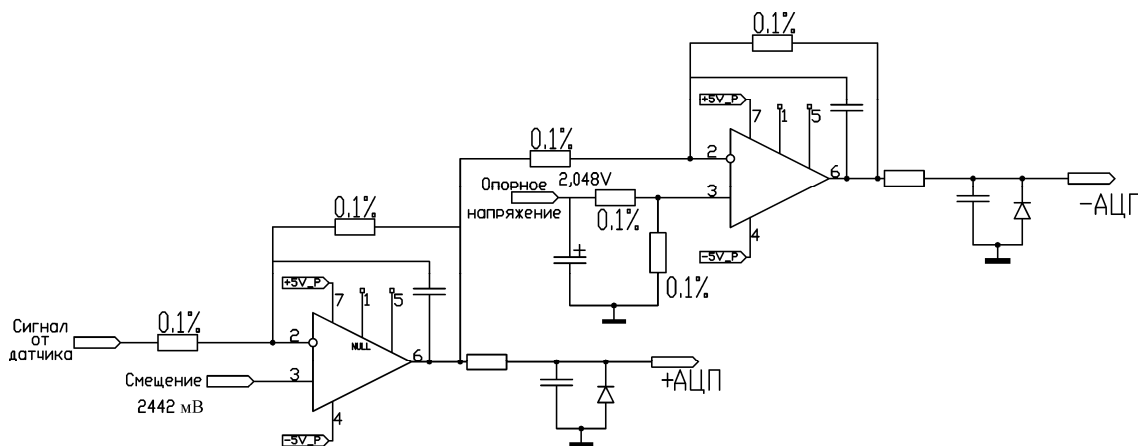 0.1%
+5V_P
7
1
5
0.1%
2
6
2,048V
Опорное
напряжение
3
0.1%
-АЦП
0.1%
4
-5V_P
0.1%
+5V_P
7
1
5
0.1%
Сигнал
от
датчика
2
NULL
6
3
Смещение
2442 мВ
+АЦП
4
-5V_P